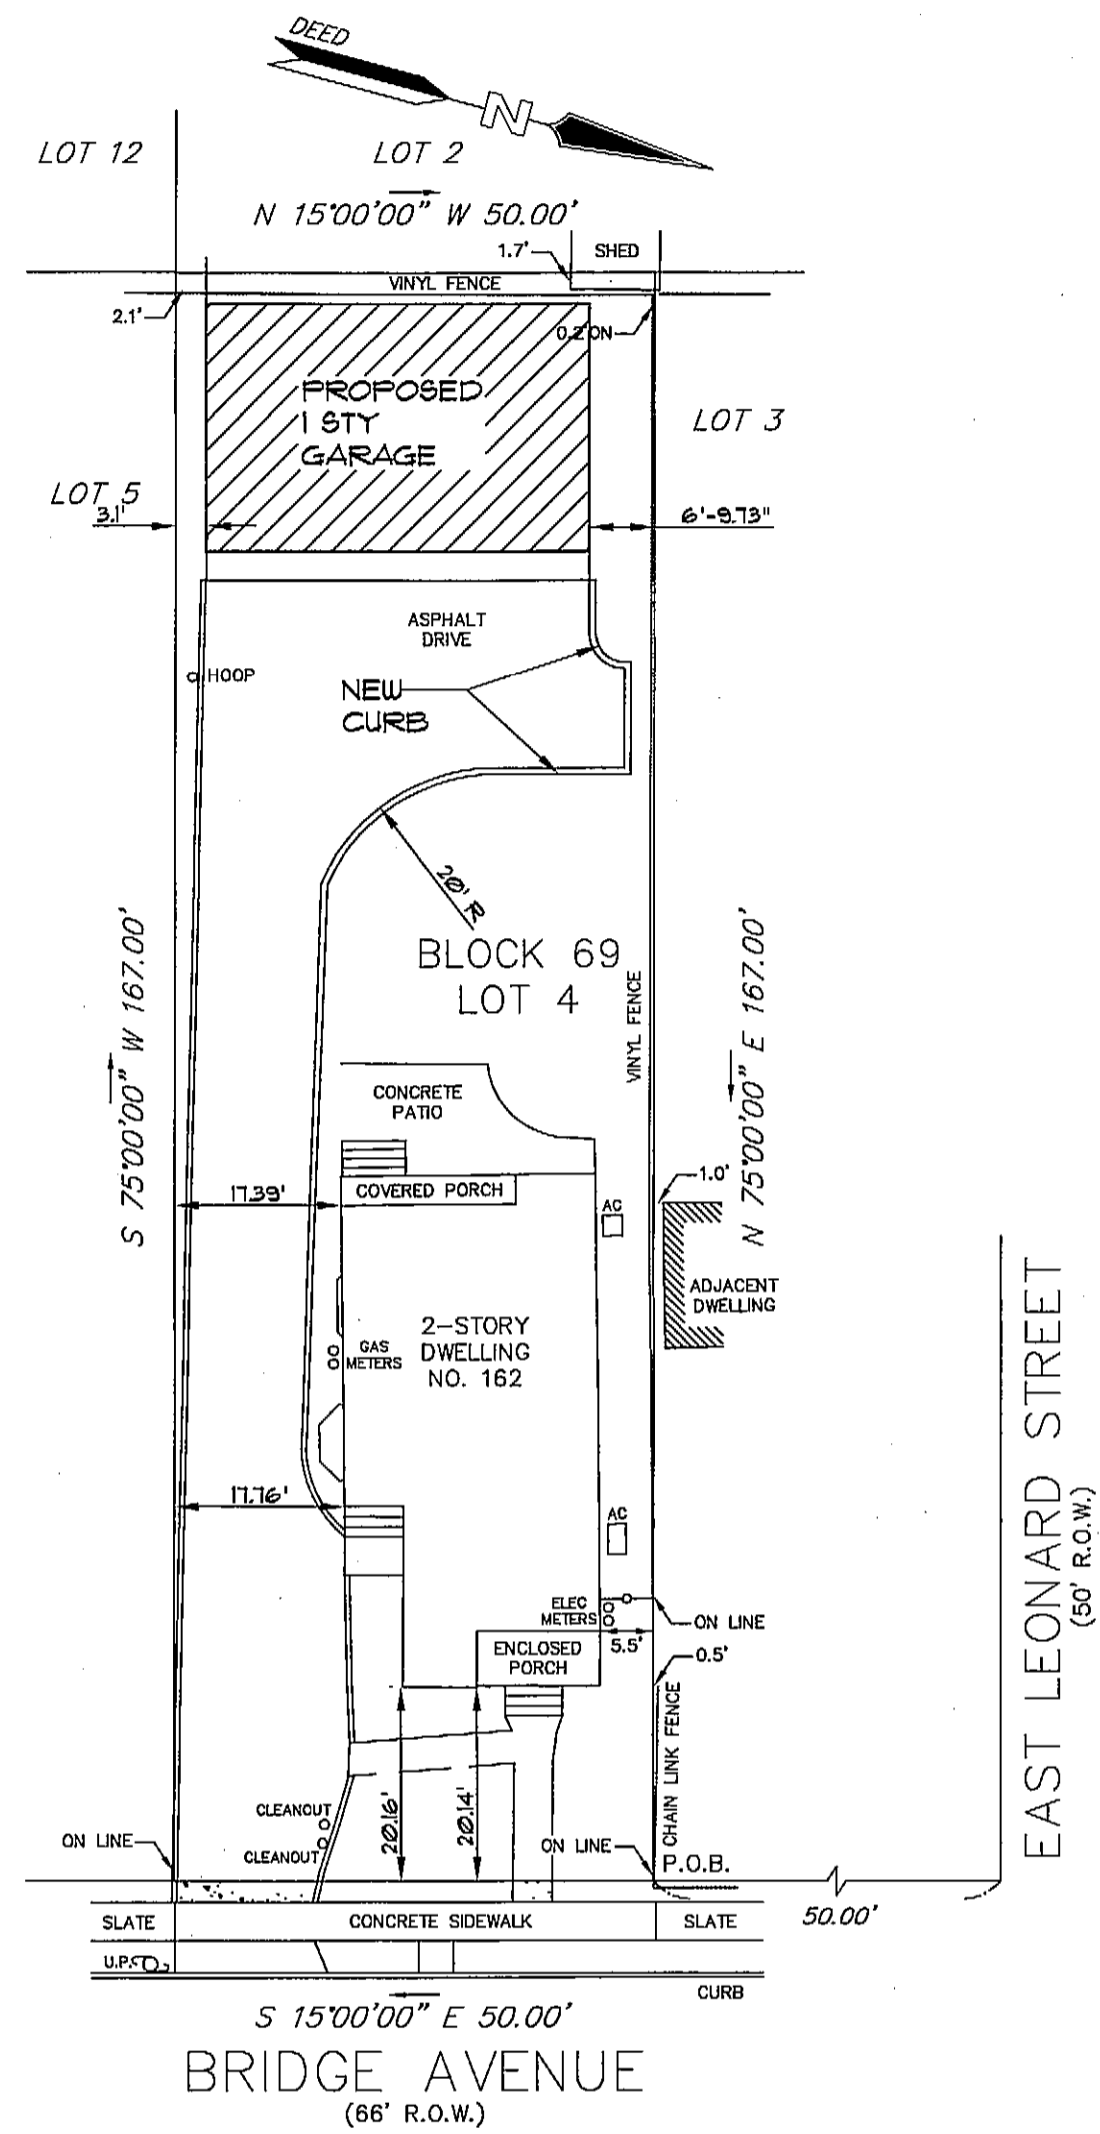 DEED
N
LOT 12
LOT 2
N 15°00'00" W 50.00'
1.7'
SHED
VINYL FENCE
2.1'
0.2'ON
PROPOSED
1 STY
GARAGE
LOT 3
LOT 5
3.1'
6'-9.73"
ASPHALT
DRIVE
HOOP
NEW
CURB
20' R
BLOCK 69
LOT 4
S 75°00'00" W 167.00'
VINYL FENCE
N 75°00'00" E 167.00'
CONCRETE
PATIO
1.0'
17.39'
COVERED PORCH
AC
ADJACENT
DWELLING
2-STORY
DWELLING
NO. 162
GAS
METERS
17.76'
AC
ELEC
METERS
ON LINE
5.5'
ENCLOSED
PORCH
0.5'
CHAIN LINK FENCE
EAST LEONARD STREET
(50' R.O.W.)
CLEANOUT
20.16'
20.14'
ON LINE
CLEANOUT
ON LINE
P.O.B.
SLATE
CONCRETE SIDEWALK
SLATE
50.00'
U.P.
CURB
S 15°00'00" E 50.00'
BRIDGE AVENUE
(66' R.O.W.)